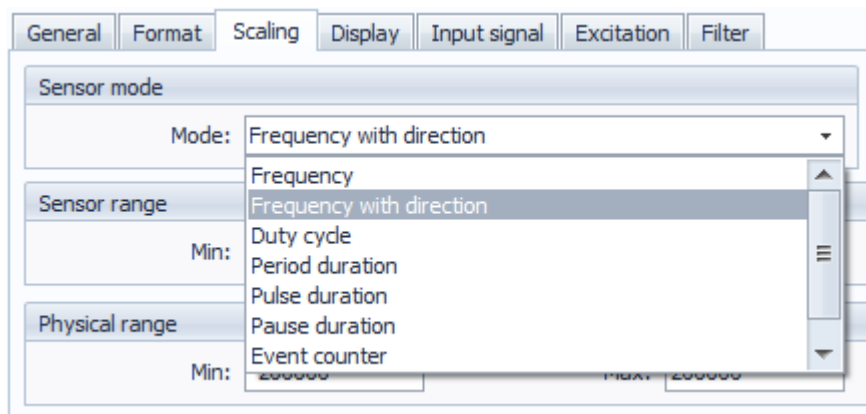 General Format Scaling Display Input signal Excitation Filter
Sensor mode
Mode: Frequency with direction
Frequency
Sensor range Frequency with direction
Duty cycle
Min:
Period duration
Pulse duration
Physical range
Pause duration
Event counter
Min: